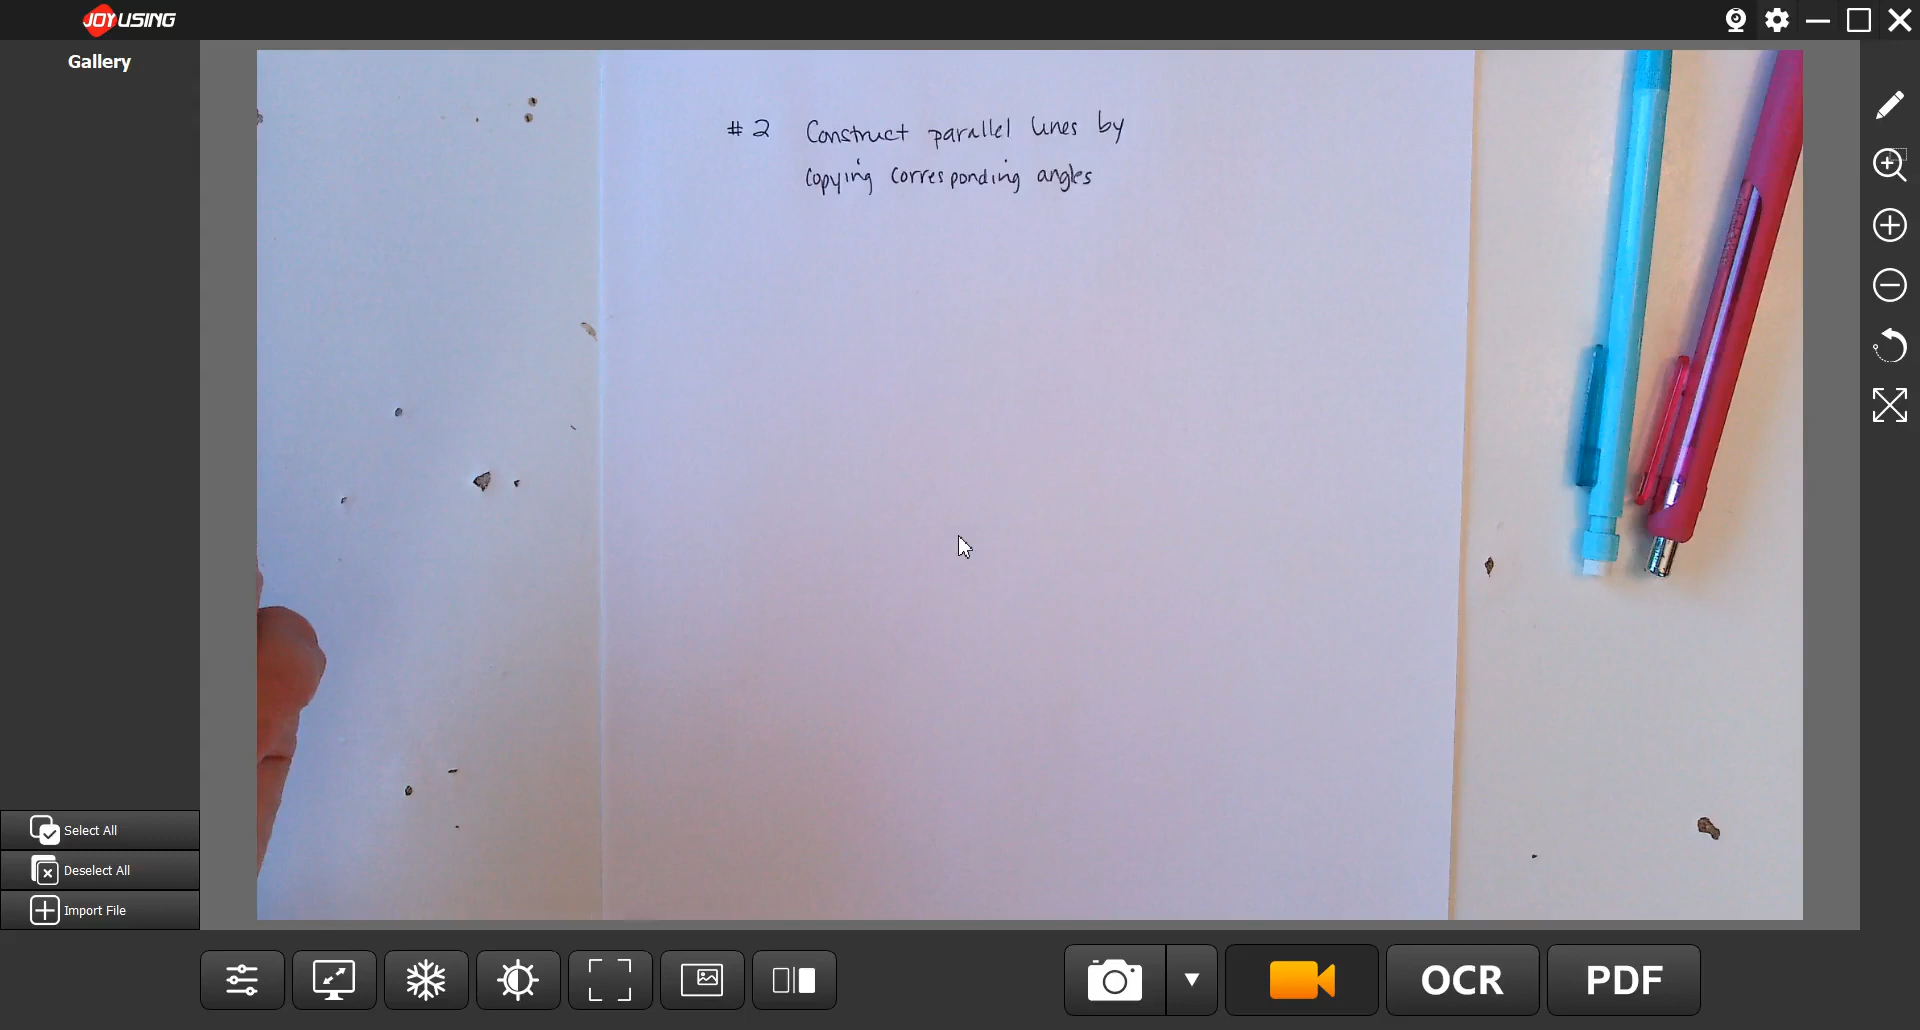 JOYUSING
Gallery
# 2 Construct parallel lines by
copying corresponding angles
Select All
Deselect All
Import File
OCR
PDF